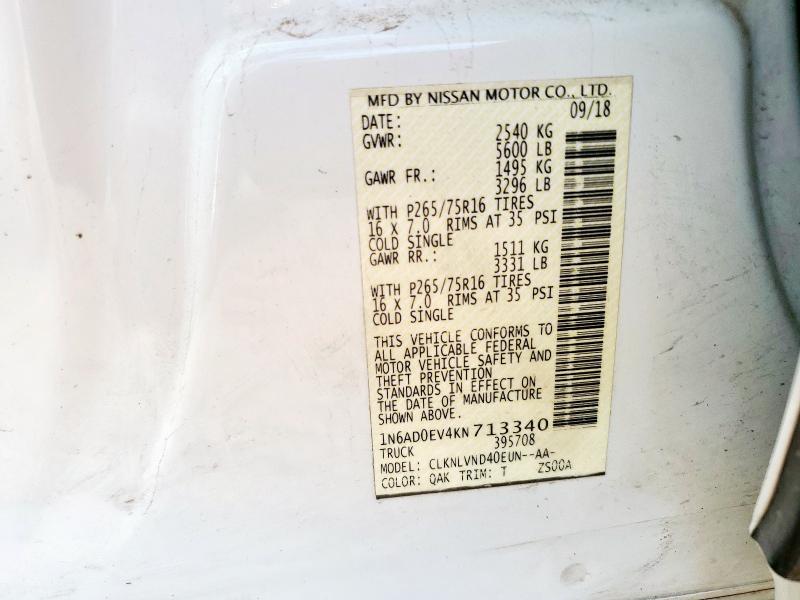 MFD BY NISSAN MOTOR CO., LTD.
DATE: 09/18
GVWR: 2540 KG
5600 LB
GAWR FR.: 1495 KG
3296 LB
WITH P265/75R16 TIRES
16 X 7.0 RIMS AT 35 PSI
COLD SINGLE
GAWR RR.: 1511 KG
3331 LB
WITH P265/75R16 TIRES
16 X 7.0 RIMS AT 35 PSI
COLD SINGLE
THIS VEHICLE CONFORMS TO
ALL APPLICABLE FEDERAL
MOTOR VEHICLE SAFETY AND
THEFT PREVENTION
STANDARDS IN EFFECT ON
THE DATE OF MANUFACTURE
SHOWN ABOVE.
1N6AD0EV4KN713340
TRUCK 395708
MODEL: CLKNLVND40EUN--AA-
COLOR: QAK TRIM: T ZS00A